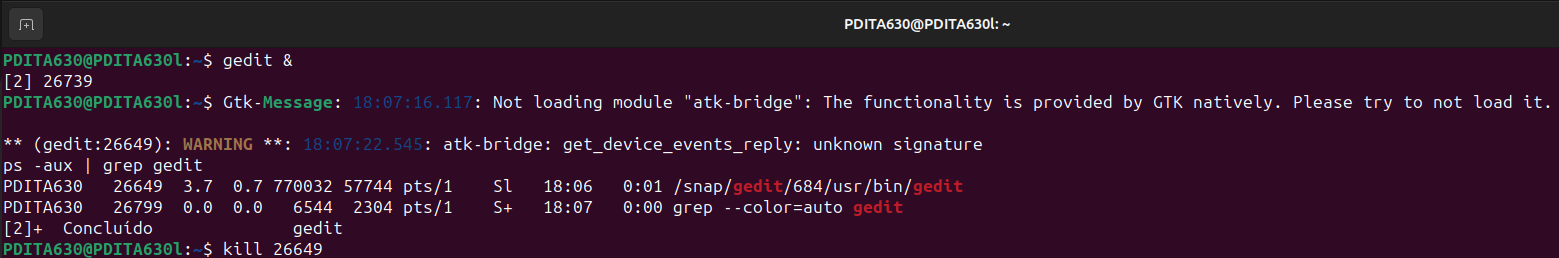 PDITA630@PDITA630l: ~
PDITA630@PDITA630l:~$ gedit &
[2] 26739
PDITA630@PDITA630l:~$ Gtk-Message: 18:07:16.117: Not loading module "atk-bridge": The functionality is provided by GTK natively. Please try to not load it.
** (gedit:26649): WARNING **: 18:07:22.545: atk-bridge: get_device_events_reply: unknown signature
ps -aux | grep gedit
PDITA630   26649  3.7  0.7 770032 57744 pts/1    Sl   18:06   0:01 /snap/gedit/684/usr/bin/gedit
PDITA630   26799  0.0  0.0   6544  2304 pts/1    S+   18:07   0:00 grep --color=auto gedit
[2]+  Concluído               gedit
PDITA630@PDITA630l:~$ kill 26649